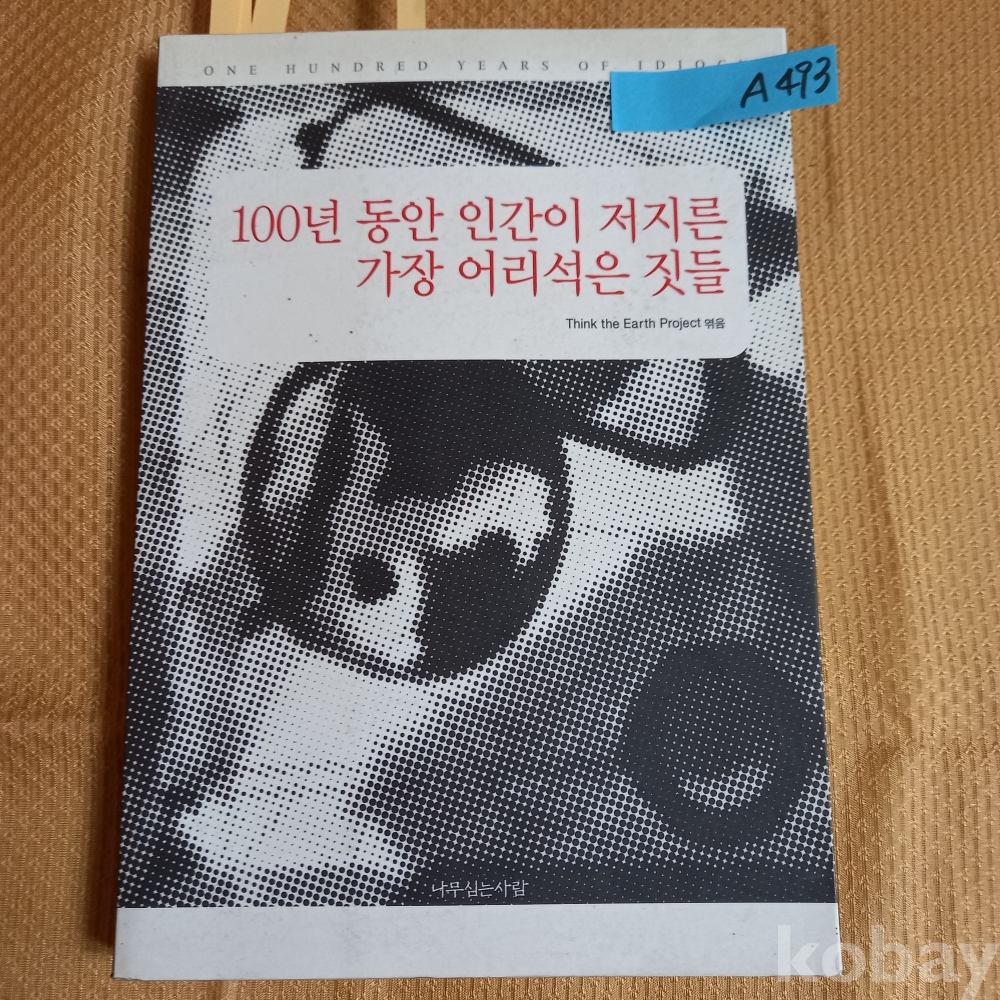 ONE HUNDRED YEARS OF
A493
100년 동안 인간이 저지른
가장 어리석은 짓들
Think the Earth Project 엮음
나무심는사람
kobay